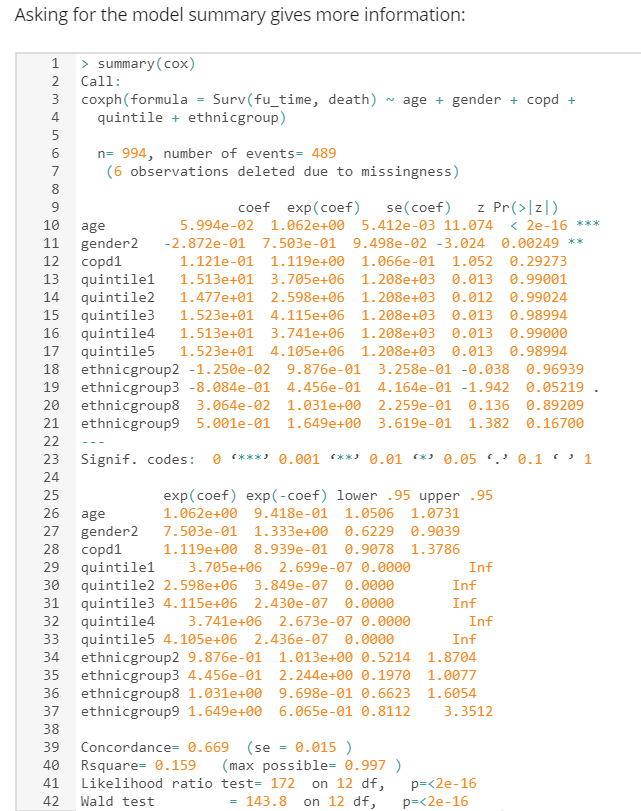 Asking for the model summary gives more information:
1 > summary(cox)
2 Call:
3 coxph(formula = Surv(fu_time, death) ~ age + gender + copd +
4 quintile + ethnicgroup)
5
6 n= 994, number of events= 489
7 (6 observations deleted due to missingness)
8
9 coef exp(coef) se(coef) z Pr(>|z|)
10 age 5.994e-02 1.062e+00 5.412e-03 11.074 < 2e-16 ***
11 gender2 -2.872e-01 7.503e-01 9.498e-02 -3.024 0.00249 **
12 copd1 1.121e-01 1.119e+00 1.066e-01 1.052 0.29273
13 quintile1 1.513e+01 3.705e+06 1.208e+03 0.013 0.99001
14 quintile2 1.477e+01 2.598e+06 1.208e+03 0.012 0.99024
15 quintile3 1.523e+01 4.115e+06 1.208e+03 0.013 0.98994
16 quintile4 1.513e+01 3.741e+06 1.208e+03 0.013 0.99000
17 quintile5 1.523e+01 4.105e+06 1.208e+03 0.013 0.98994
18 ethnicgroup2 -1.250e-02 9.876e-01 3.258e-01 -0.038 0.96939
19 ethnicgroup3 -8.084e-01 4.456e-01 4.164e-01 -1.942 0.05219 .
20 ethnicgroup8 3.064e-02 1.031e+00 2.259e-01 0.136 0.89209
21 ethnicgroup9 5.001e-01 1.649e+00 3.619e-01 1.382 0.16700
22 ---
23 Signif. codes: 0 ‘***’ 0.001 ‘**’ 0.01 ‘*’ 0.05 ‘.’ 0.1 ‘ ’ 1
24
25 exp(coef) exp(-coef) lower .95 upper .95
26 age 1.062e+00 9.418e-01 1.0506 1.0731
27 gender2 7.503e-01 1.333e+00 0.6229 0.9039
28 copd1 1.119e+00 8.939e-01 0.9078 1.3786
29 quintile1 3.705e+06 2.699e-07 0.0000 Inf
30 quintile2 2.598e+06 3.849e-07 0.0000 Inf
31 quintile3 4.115e+06 2.430e-07 0.0000 Inf
32 quintile4 3.741e+06 2.673e-07 0.0000 Inf
33 quintile5 4.105e+06 2.436e-07 0.0000 Inf
34 ethnicgroup2 9.876e-01 1.013e+00 0.5214 1.8704
35 ethnicgroup3 4.456e-01 2.244e+00 0.1970 1.0077
36 ethnicgroup8 1.031e+00 9.698e-01 0.6623 1.6054
37 ethnicgroup9 1.649e+00 6.065e-01 0.8112 3.3512
38
39 Concordance= 0.669 (se = 0.015 )
40 Rsquare= 0.159 (max possible= 0.997 )
41 Likelihood ratio test= 172 on 12 df, p=<2e-16
42 Wald test = 143.8 on 12 df, p=<2e-16